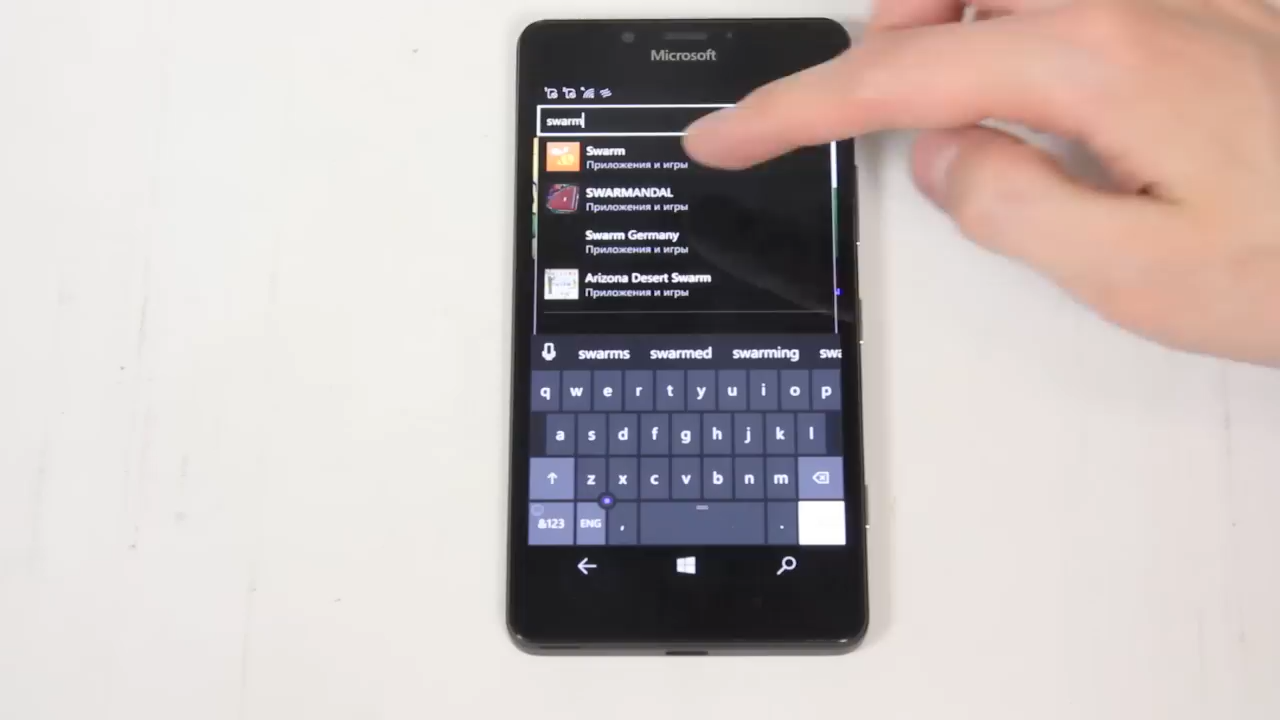 Microsoft
swarm
Swarm
Приложения и игры
SWARMANDAL
Приложения и игры
Swarm Germany
Приложения и игры
Arizona Desert Swarm
Приложения и игры
swarms swarmed swarming swa
q w e r t y u i o p
a s d f g h j k l
z x c v b n m
&123 ENG , .